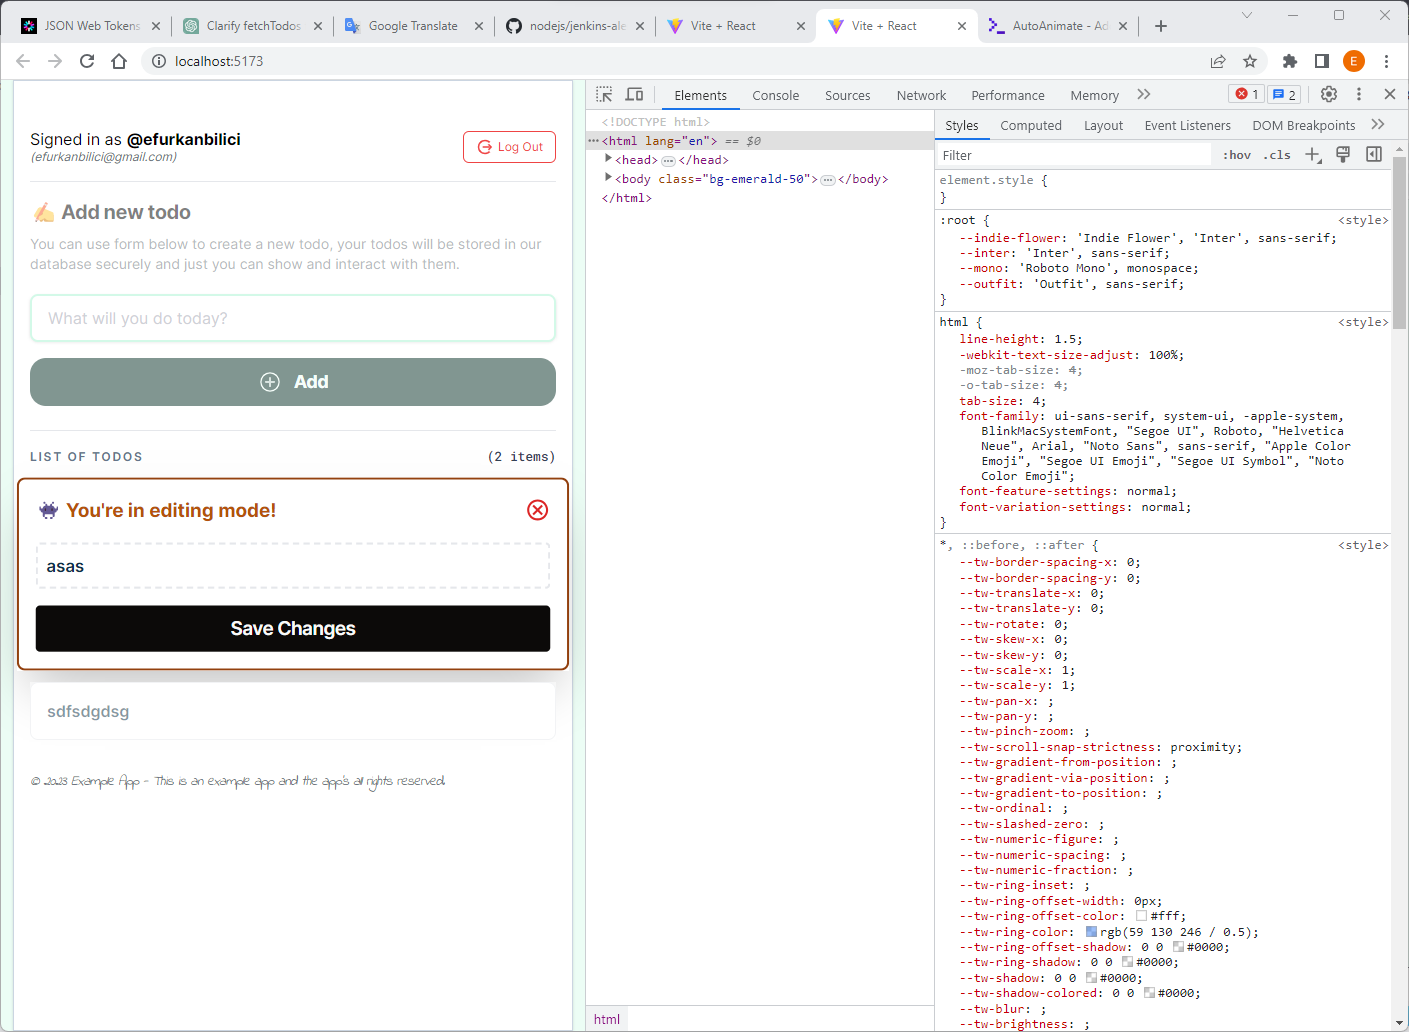 JSON Web Tokens
Clarify fetchTodos
Google Translate
nodejs/jenkins-ale
Vite + React
Vite + React
AutoAnimate - Ad
localhost:5173
E
Signed in as @efurkanbilici
(efurkanbilici@gmail.com)
Log Out
✍🏻 Add new todo
You can use form below to create a new todo, your todos will be stored in our
database securely and just you can show and interact with them.
What will you do today?
Add
LIST OF TODOS
(2 items)
👾 You're in editing mode!
asas
Save Changes
sdfsdgdsg
© 2023 Example App - This is an example app and the app's all rights reserved.
Elements
Console
Sources
Network
Performance
Memory
1
2
<!DOCTYPE html>
<html lang="en"> == $0
<head> … </head>
<body class="bg-emerald-50"> … </body>
</html>
html
Styles
Computed
Layout
Event Listeners
DOM Breakpoints
Filter
:hov
.cls
element.style {
}
:root {
<style>
--indie-flower: 'Indie Flower', 'Inter', sans-serif;
--inter: 'Inter', sans-serif;
--mono: 'Roboto Mono', monospace;
--outfit: 'Outfit', sans-serif;
}
html {
<style>
line-height: 1.5;
-webkit-text-size-adjust: 100%;
-moz-tab-size: 4;
-o-tab-size: 4;
tab-size: 4;
font-family: ui-sans-serif, system-ui, -apple-system,
BlinkMacSystemFont, "Segoe UI", Roboto, "Helvetica
Neue", Arial, "Noto Sans", sans-serif, "Apple Color
Emoji", "Segoe UI Emoji", "Segoe UI Symbol", "Noto
Color Emoji";
font-feature-settings: normal;
font-variation-settings: normal;
}
*, ::before, ::after {
<style>
--tw-border-spacing-x: 0;
--tw-border-spacing-y: 0;
--tw-translate-x: 0;
--tw-translate-y: 0;
--tw-rotate: 0;
--tw-skew-x: 0;
--tw-skew-y: 0;
--tw-scale-x: 1;
--tw-scale-y: 1;
--tw-pan-x: ;
--tw-pan-y: ;
--tw-pinch-zoom: ;
--tw-scroll-snap-strictness: proximity;
--tw-gradient-from-position: ;
--tw-gradient-via-position: ;
--tw-gradient-to-position: ;
--tw-ordinal: ;
--tw-slashed-zero: ;
--tw-numeric-figure: ;
--tw-numeric-spacing: ;
--tw-numeric-fraction: ;
--tw-ring-inset: ;
--tw-ring-offset-width: 0px;
--tw-ring-offset-color: #fff;
--tw-ring-color: rgb(59 130 246 / 0.5);
--tw-ring-offset-shadow: 0 0 #0000;
--tw-ring-shadow: 0 0 #0000;
--tw-shadow: 0 0 #0000;
--tw-shadow-colored: 0 0 #0000;
--tw-blur: ;
--tw-brightness: ;